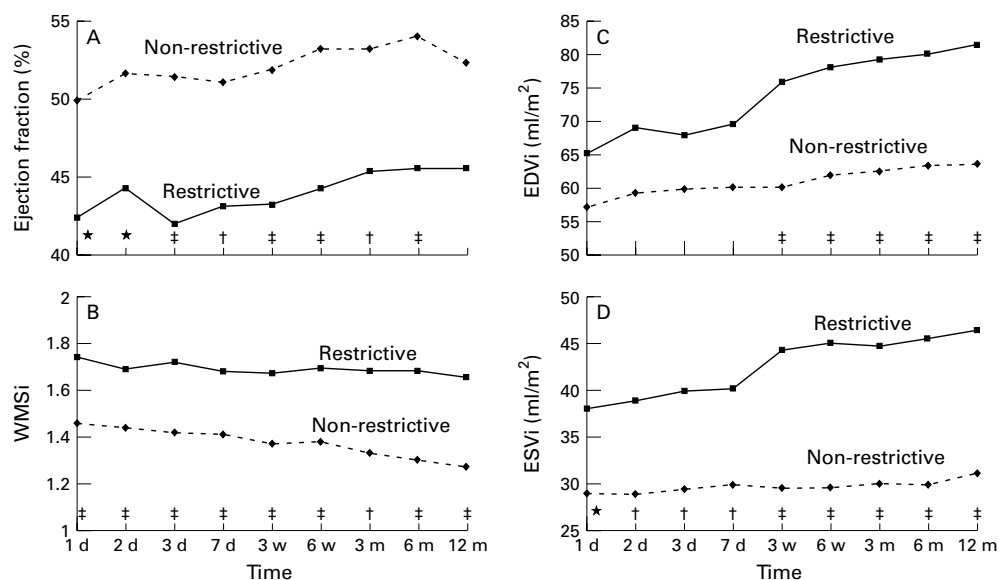 A
Ejection fraction (%)
55
50
45
40
Non-restrictive
Restrictive
★ ★ ‡ † ‡ ‡ † ‡
B
WMSi
2
1.8
1.6
1.4
1.2
1
Restrictive
Non-restrictive
‡ ‡ ‡ ‡ ‡ ‡ † ‡ ‡
1 d 2 d 3 d 7 d 3 w 6 w 3 m 6 m 12 m
Time
C
EDVi (ml/m²)
85
80
75
70
65
60
55
50
Restrictive
Non-restrictive
‡ ‡ ‡ ‡ ‡
D
ESVi (ml/m²)
50
45
40
35
30
25
Restrictive
Non-restrictive
★ † † † ‡ ‡ ‡ ‡ ‡
1 d 2 d 3 d 7 d 3 w 6 w 3 m 6 m 12 m
Time